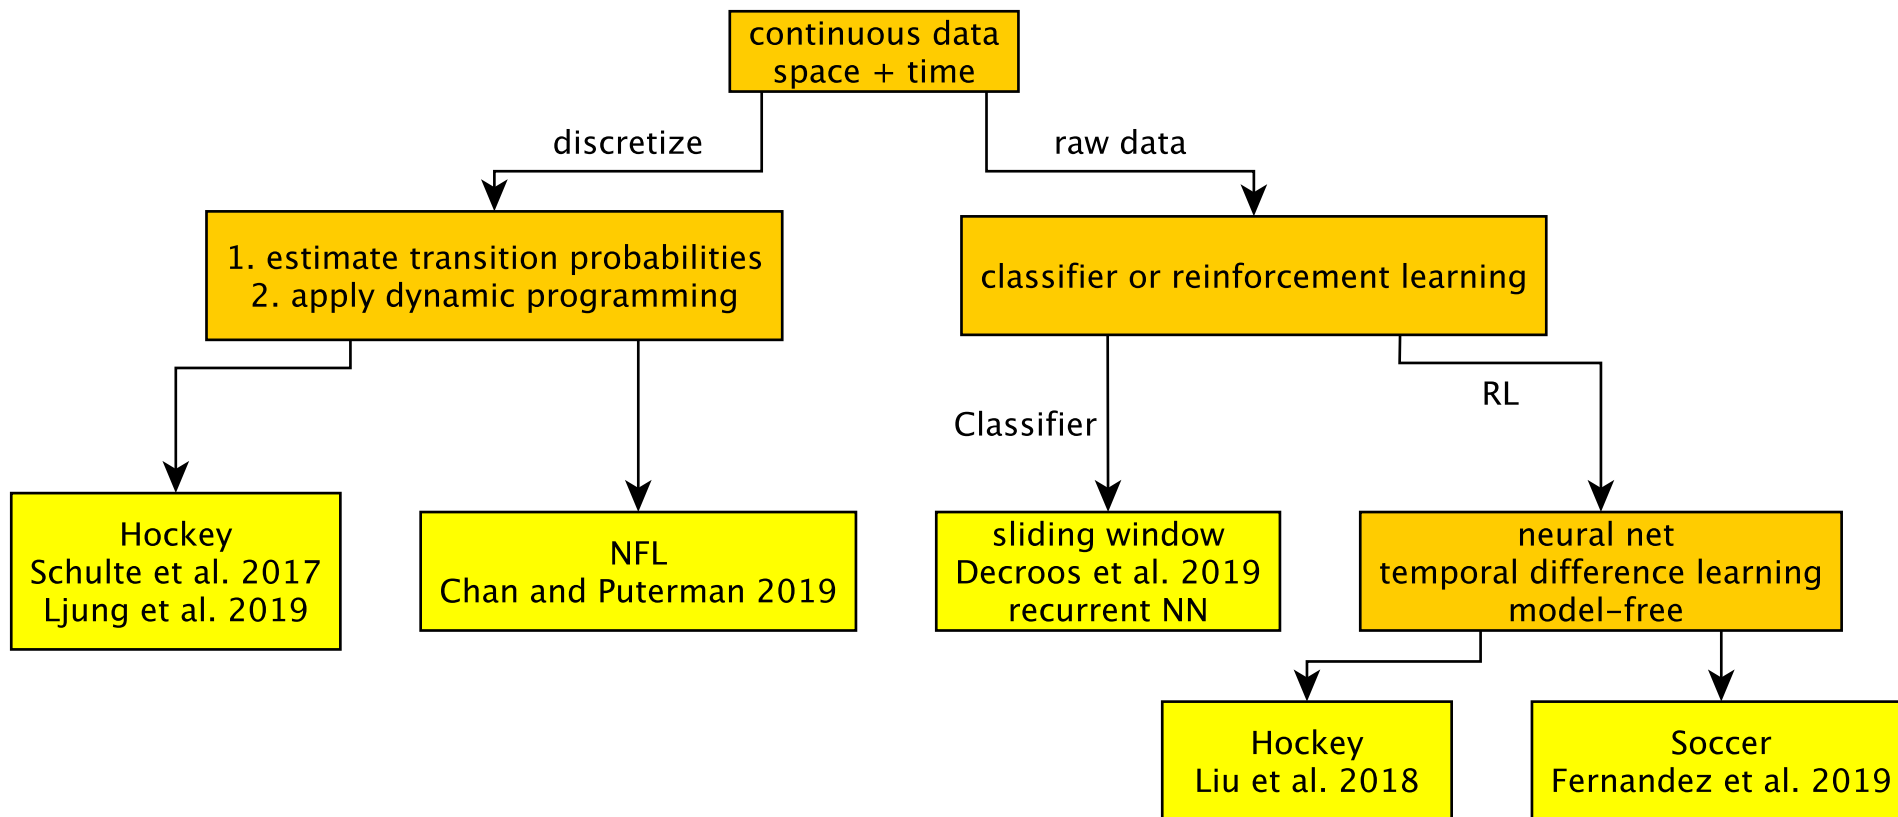 continuous data
space + time
discretize
raw data
1. estimate transition probabilities
2. apply dynamic programming
classifier or reinforcement learning
Classifier
RL
Hockey
Schulte et al. 2017
Ljung et al. 2019
NFL
Chan and Puterman 2019
sliding window
Decroos et al. 2019
recurrent NN
neural net
temporal difference learning
model-free
Hockey
Liu et al. 2018
Soccer
Fernandez et al. 2019